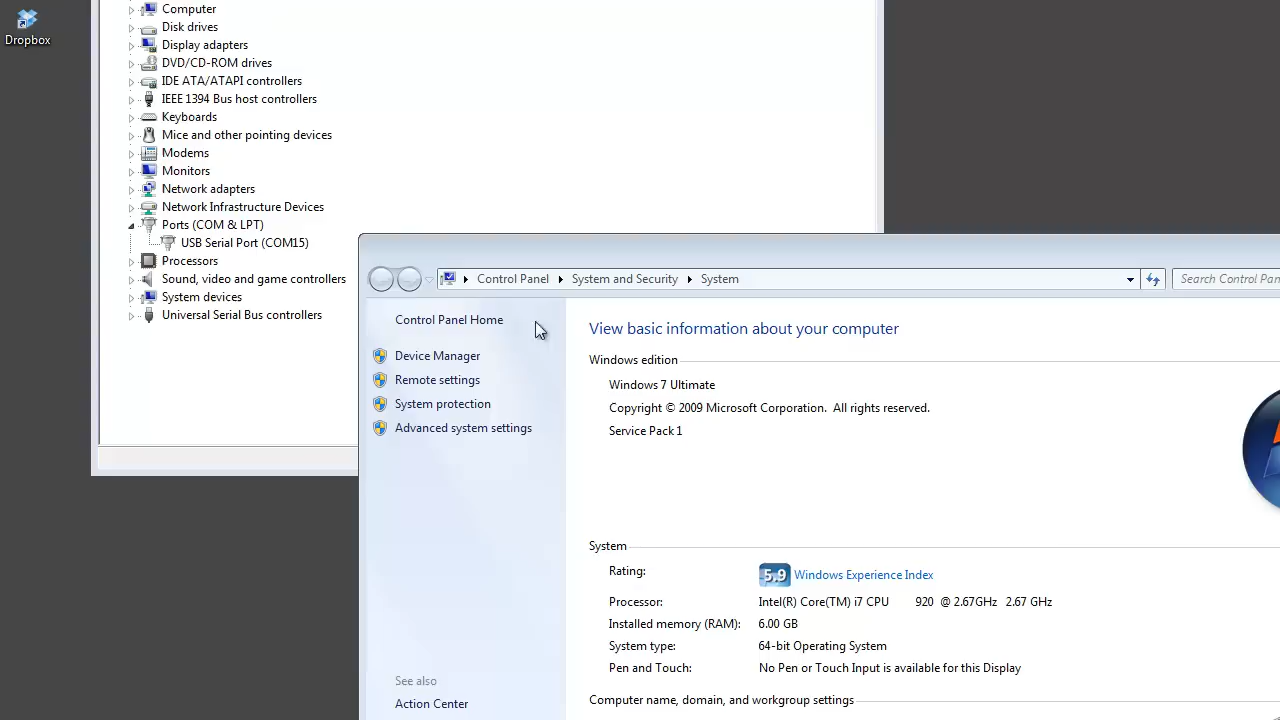 Dropbox
Computer
Disk drives
Display adapters
DVD/CD-ROM drives
IDE ATA/ATAPI controllers
IEEE 1394 Bus host controllers
Keyboards
Mice and other pointing devices
Modems
Monitors
Network adapters
Network Infrastructure Devices
Ports (COM & LPT)
USB Serial Port (COM15)
Processors
Sound, video and game controllers
System devices
Universal Serial Bus controllers
Control Panel System and Security System
Search Control Pan
Control Panel Home
Device Manager
Remote settings
System protection
Advanced system settings
See also
Action Center
View basic information about your computer
Windows edition
Windows 7 Ultimate
Copyright © 2009 Microsoft Corporation. All rights reserved.
Service Pack 1
System
Rating: 5,9 Windows Experience Index
Processor: Intel(R) Core(TM) i7 CPU 920 @ 2.67GHz 2.67 GHz
Installed memory (RAM): 6.00 GB
System type: 64-bit Operating System
Pen and Touch: No Pen or Touch Input is available for this Display
Computer name, domain, and workgroup settings